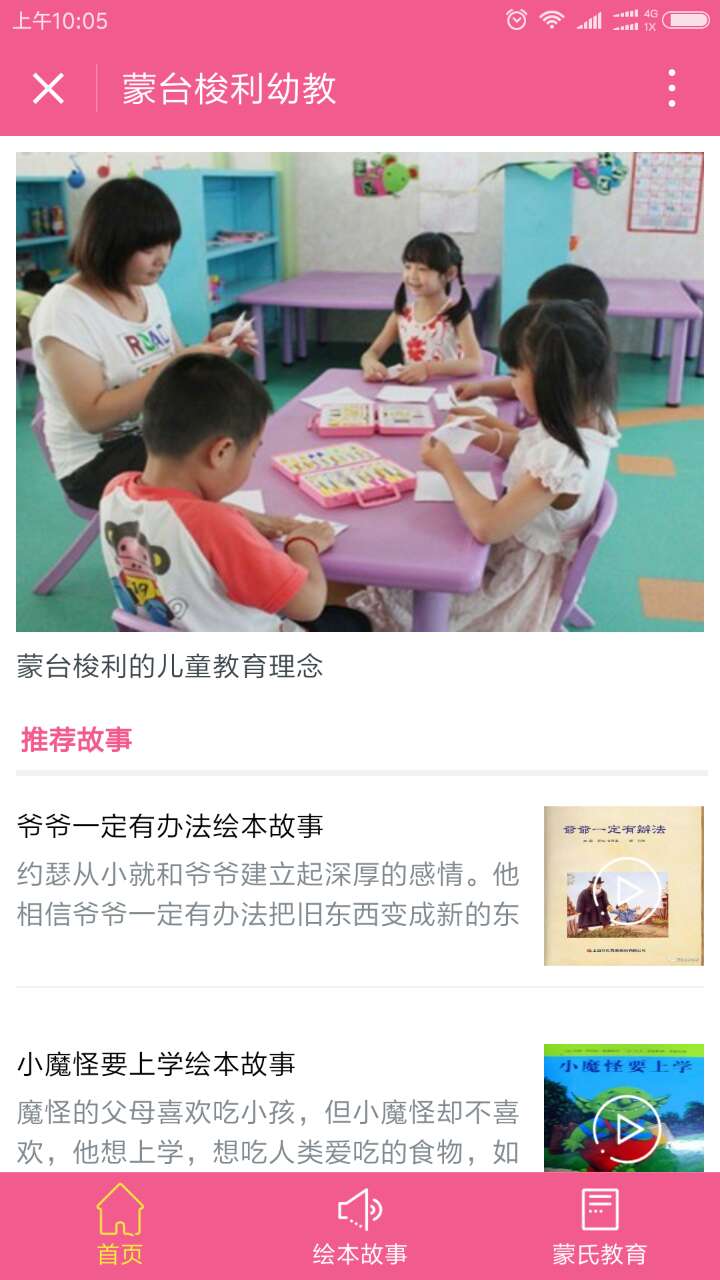 上午10:05
4G
1X
蒙台梭利幼教
ROAD
蒙台梭利的儿童教育理念
推荐故事
爷爷一定有办法绘本故事
约瑟从小就和爷爷建立起深厚的感情。他
相信爷爷一定有办法把旧东西变成新的东
爺爺一定有辦法
小魔怪要上学绘本故事
魔怪的父母喜欢吃小孩，但小魔怪却不喜
欢，他想上学，想吃人类爱吃的食物，如
小魔怪要上学
首页
绘本故事
蒙氏教育